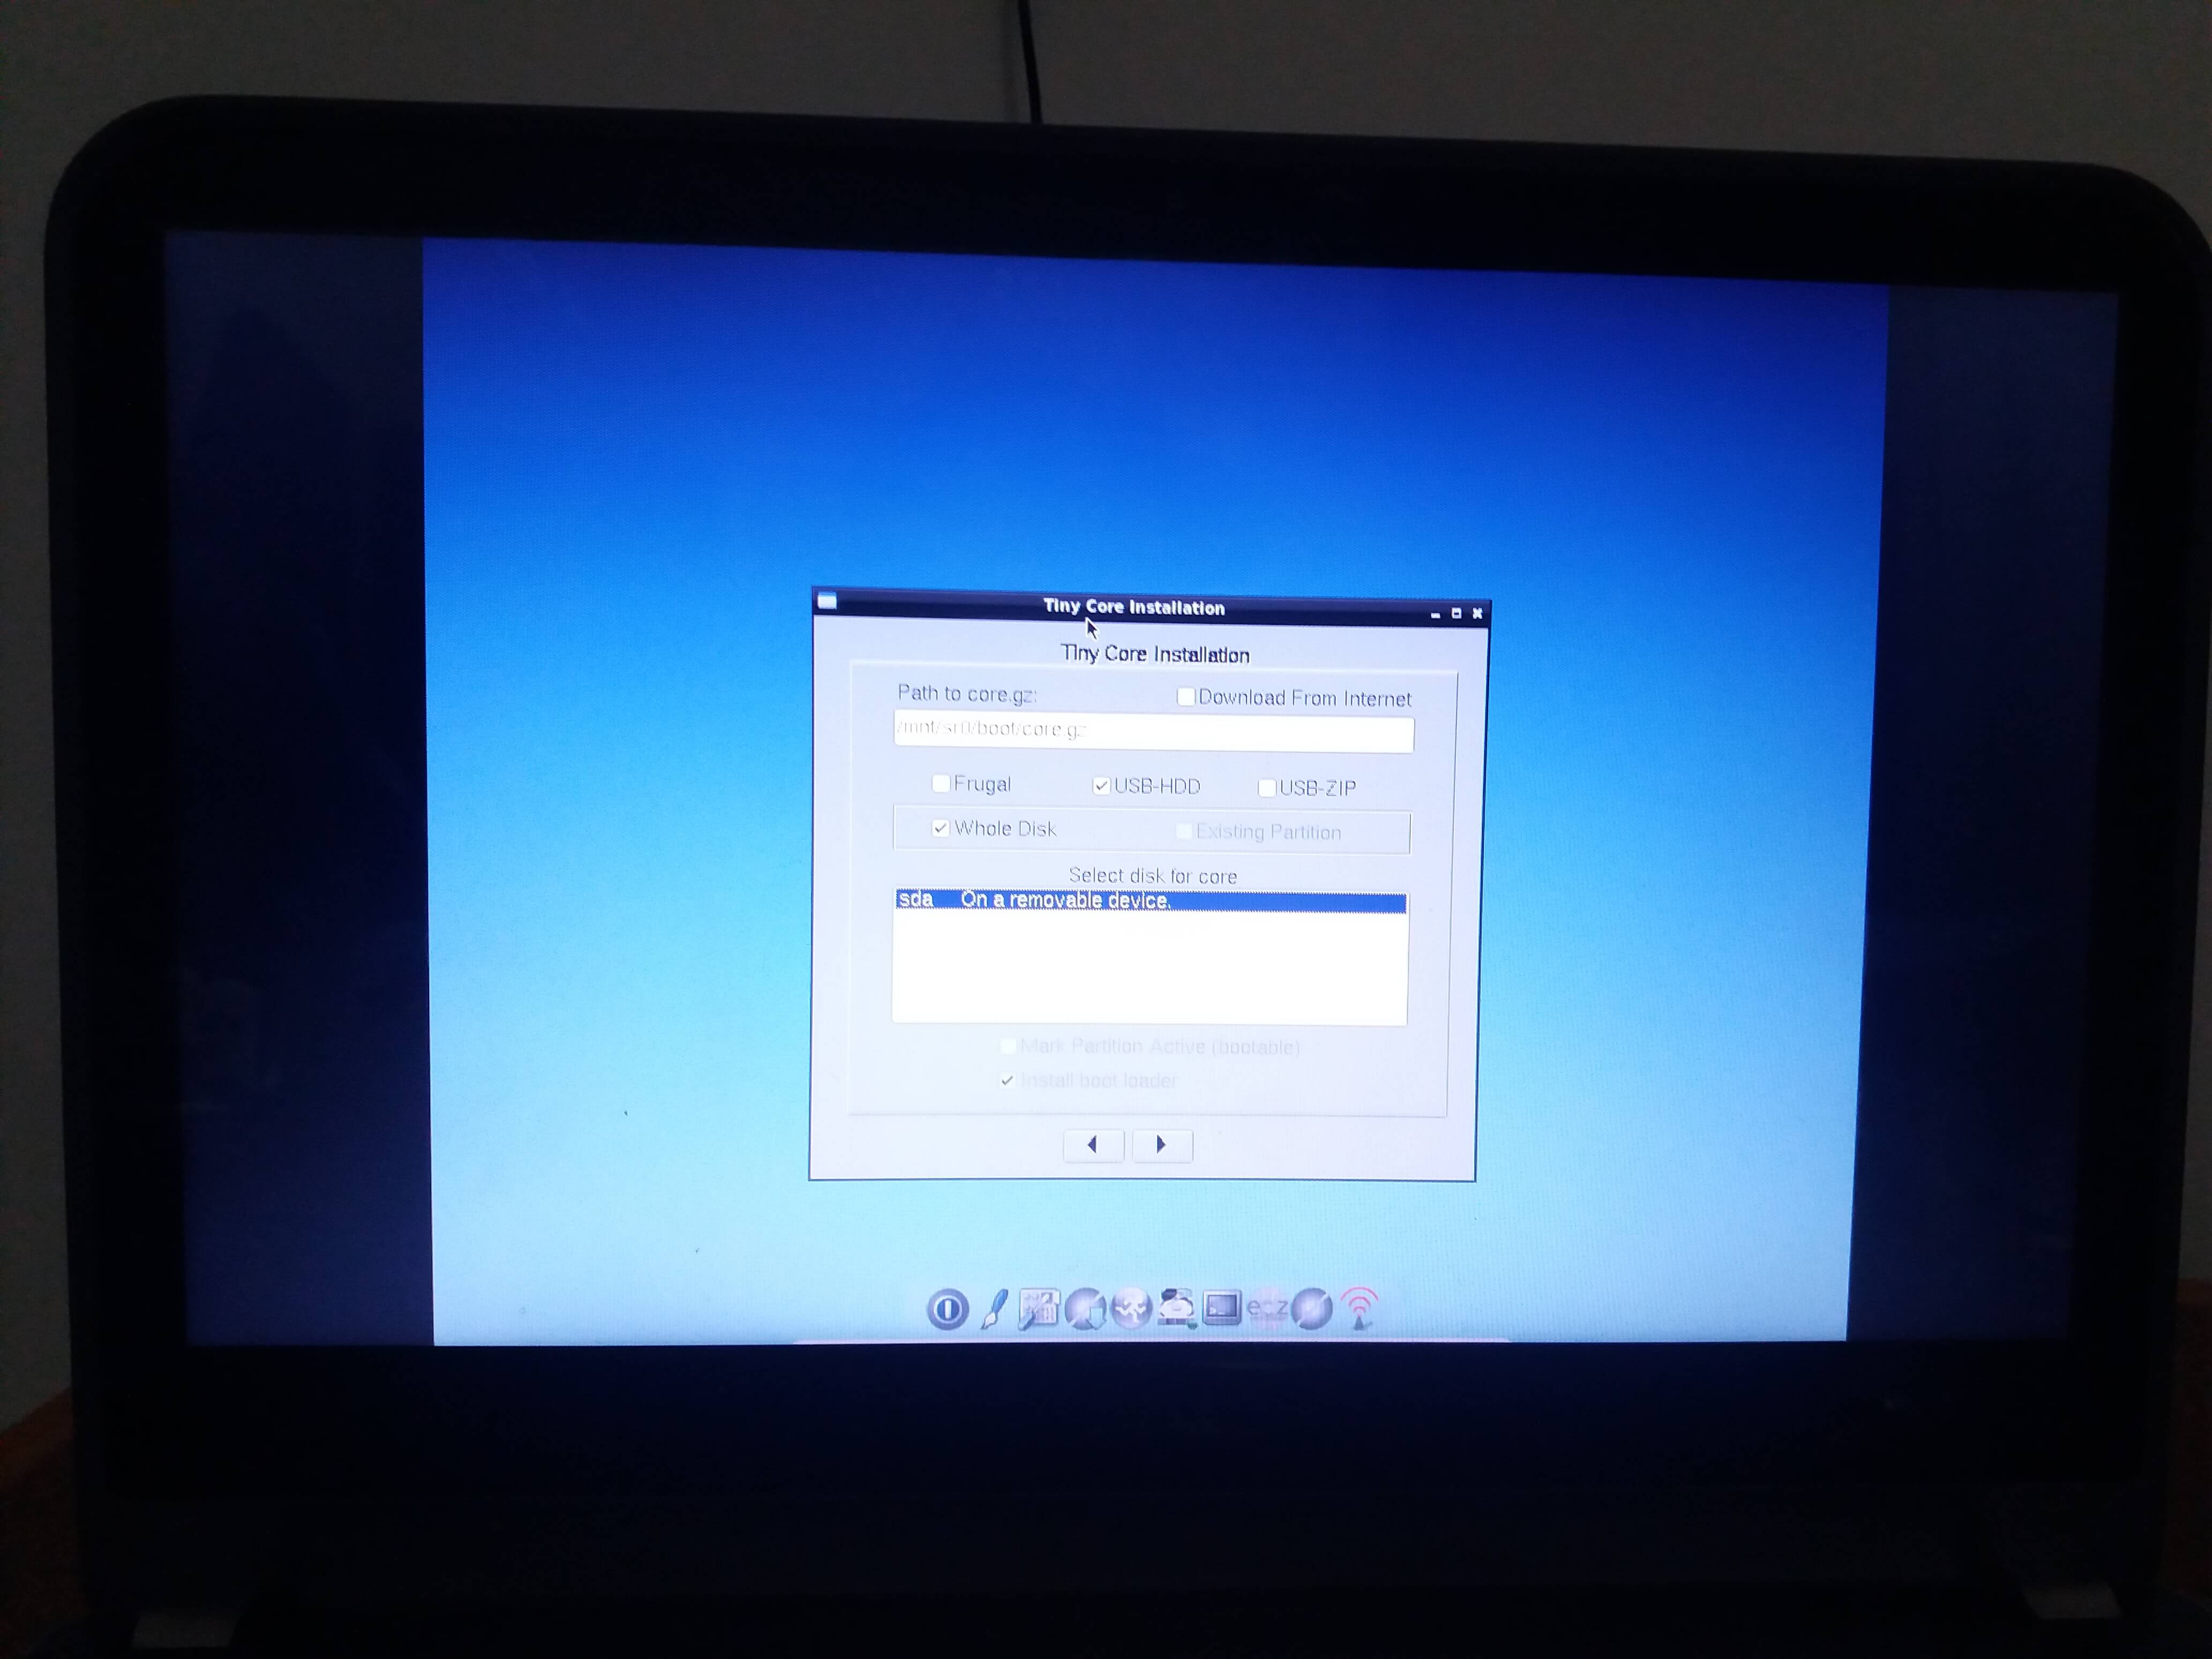 Tiny Core Installation
Tiny Core Installation
Path to core.gz:
Download From Internet
/mnt/sr0/boot/core.gz
Frugal
USB-HDD
USB-ZIP
Whole Disk
Existing Partition
Select disk for core
sda On a removable device.
Mark Partition Active (bootable)
Install boot loader